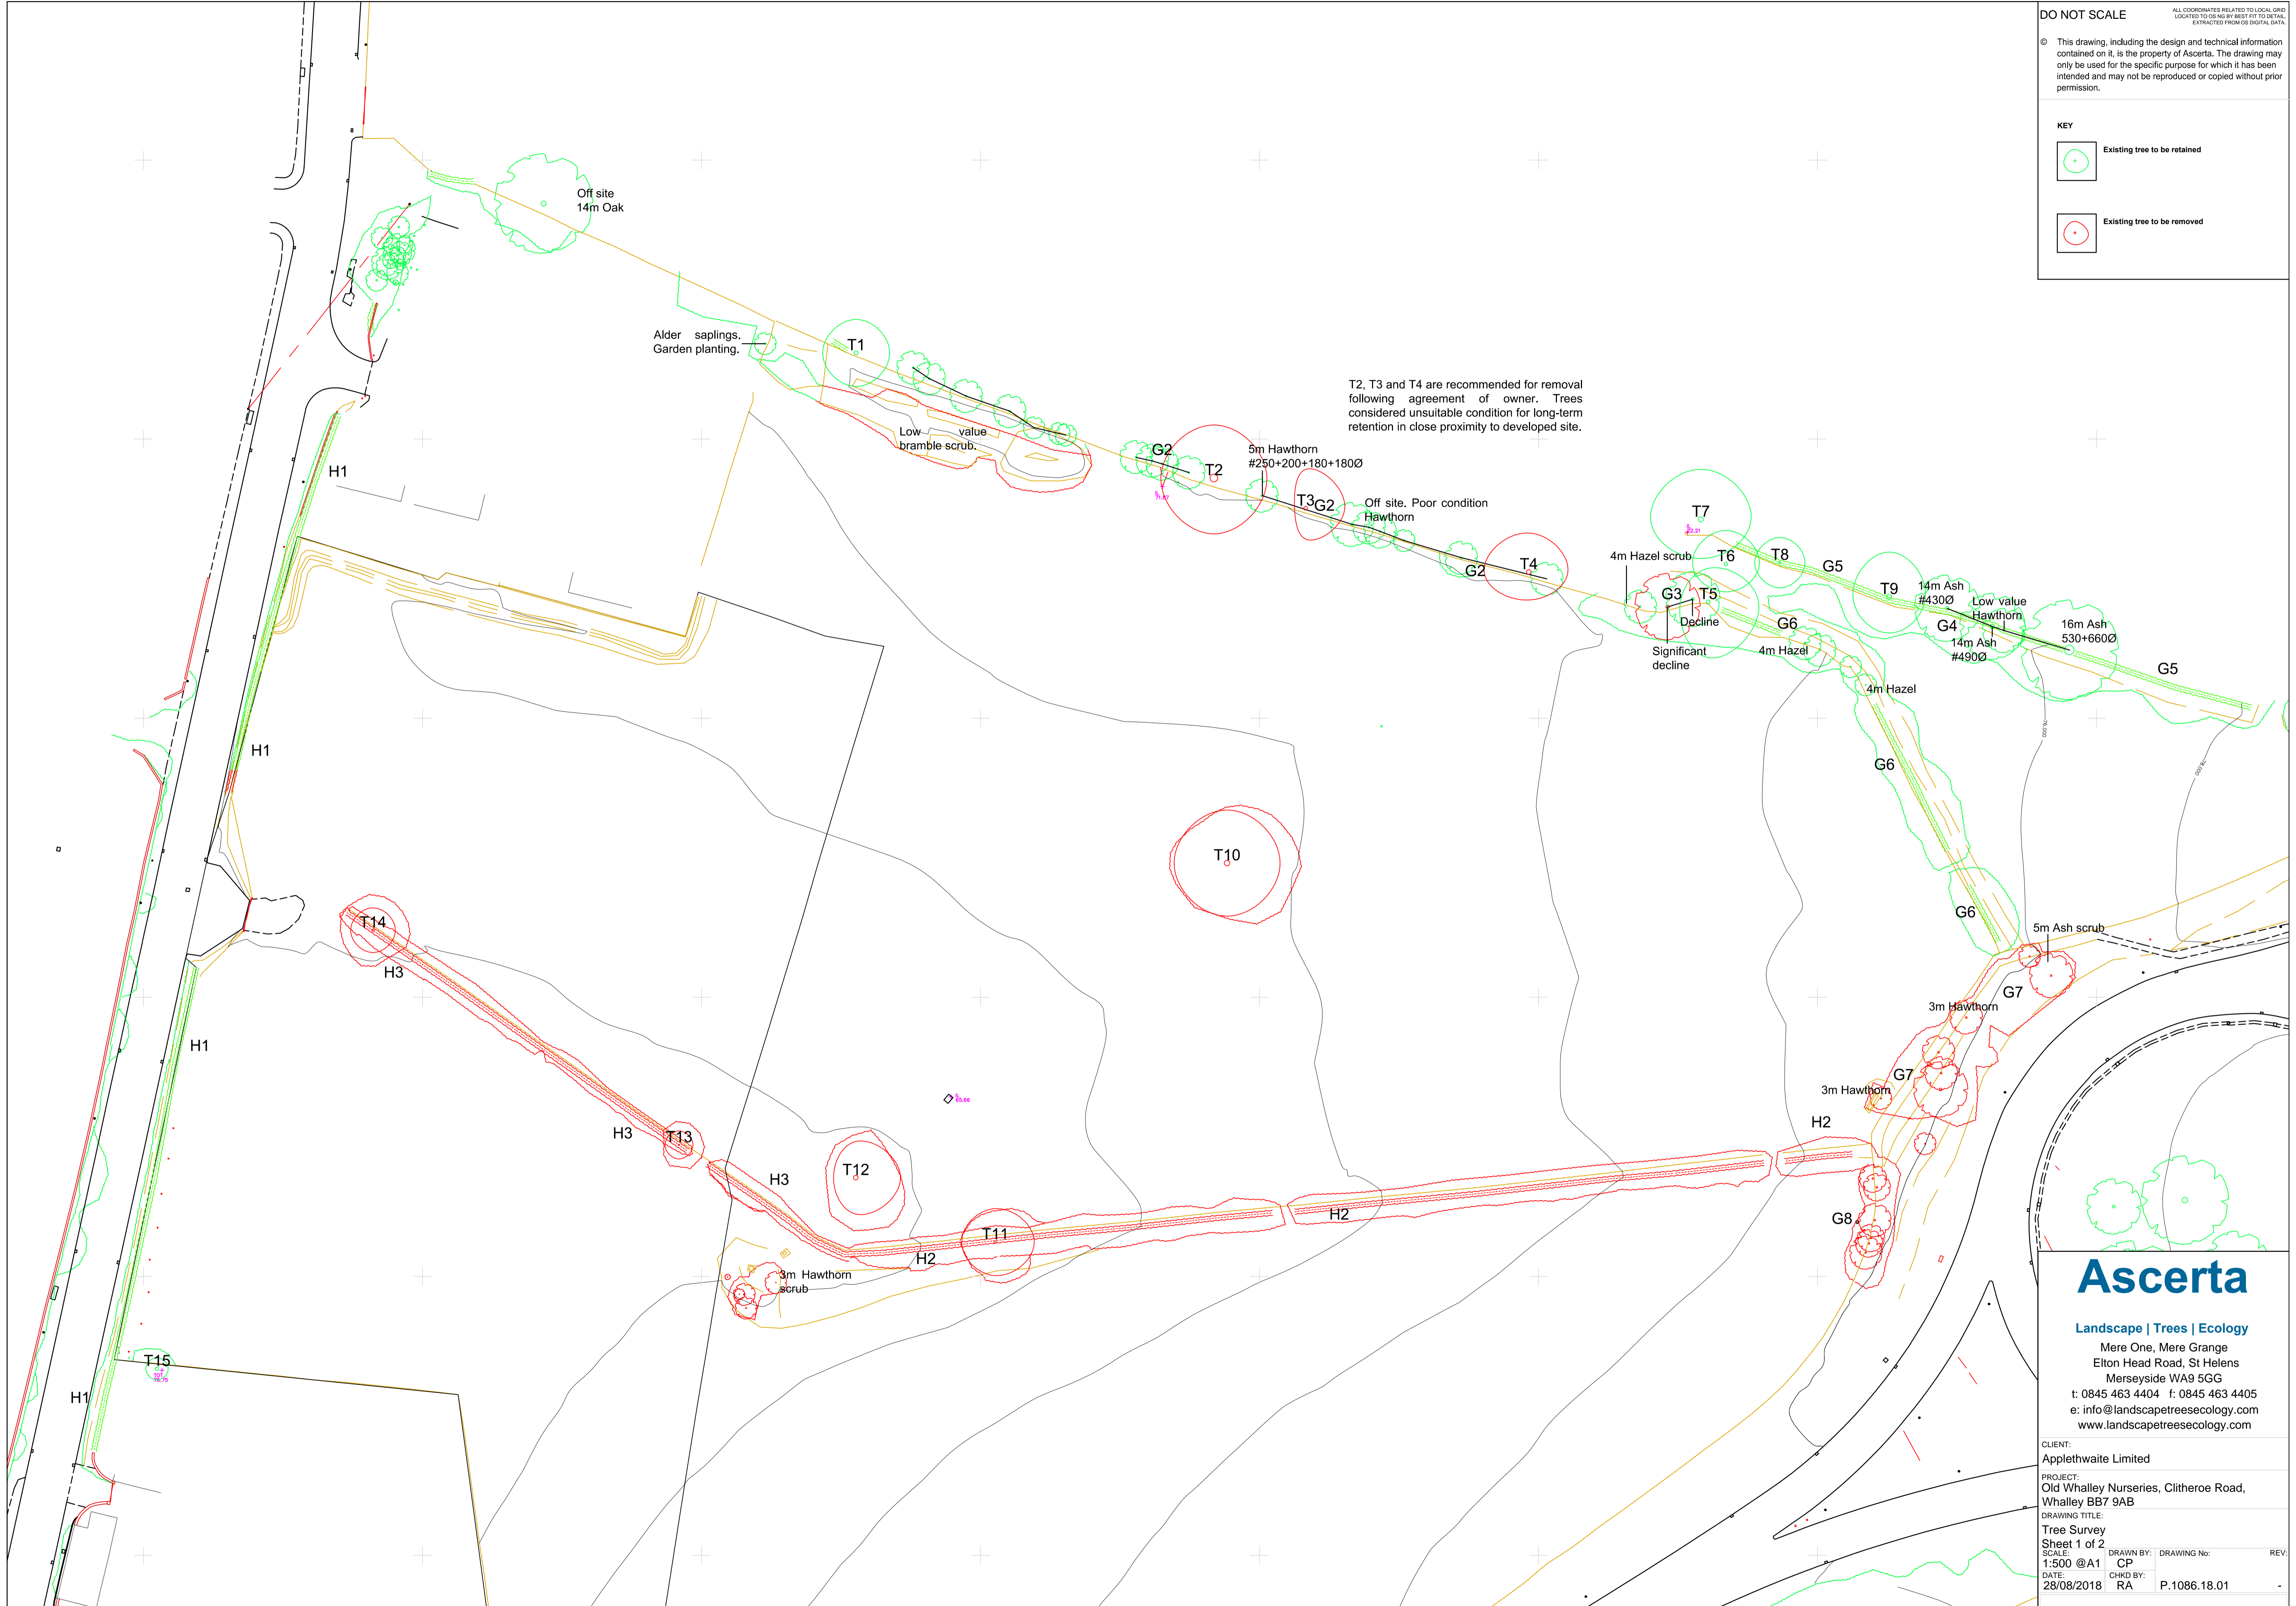 DO NOT SCALE
ALL COORDINATES RELATED TO LOCAL GRID
LOCATED TO OS NG BY BEST FIT TO DETAIL,
EXTRACTED FROM OS DIGITAL DATA.
© This drawing, including the design and technical information
contained on it, is the property of Ascerta. The drawing may
only be used for the specific purpose for which it has been
intended and may not be reproduced or copied without prior
permission.
KEY
Existing tree to be retained
Existing tree to be removed
Off site
14m Oak
Alder saplings.
Garden planting.
T1
Low value
bramble scrub.
T2, T3 and T4 are recommended for removal
following agreement of owner. Trees
considered unsuitable condition for long-term
retention in close proximity to developed site.
G2
T2
71.87
5m Hawthorn
#250+200+180+180Ø
T3
G2
Off site. Poor condition
Hawthorn
G2
T4
T7
72.21
4m Hazel scrub
T6
T8
G5
G3
T5
Decline
Significant
decline
G6
4m Hazel
T9
14m Ash
#430Ø
Low value
Hawthorn
G4
14m Ash
#490Ø
16m Ash
530+660Ø
G5
4m Hazel
76.000
78.000
G6
G6
H1
H1
T10
T14
H3
5m Ash scrub
G7
3m Hawthorn
G7
3m Hawthorn
H1
65.66
H3
T13
H2
T12
H3
H2
G8
T11
H2
3m Hawthorn
scrub
T15
76.75
H1
Ascerta
Landscape | Trees | Ecology
Mere One, Mere Grange
Elton Head Road, St Helens
Merseyside WA9 5GG
t: 0845 463 4404 f: 0845 463 4405
e: info@landscapetreesecology.com
www.landscapetreesecology.com
CLIENT:
Applethwaite Limited
PROJECT:
Old Whalley Nurseries, Clitheroe Road,
Whalley BB7 9AB
DRAWING TITLE:
Tree Survey
Sheet 1 of 2
SCALE: DRAWN BY: DRAWING No: REV:
1:500 @A1 CP
DATE: CHKD BY:
28/08/2018 RA P.1086.18.01 -